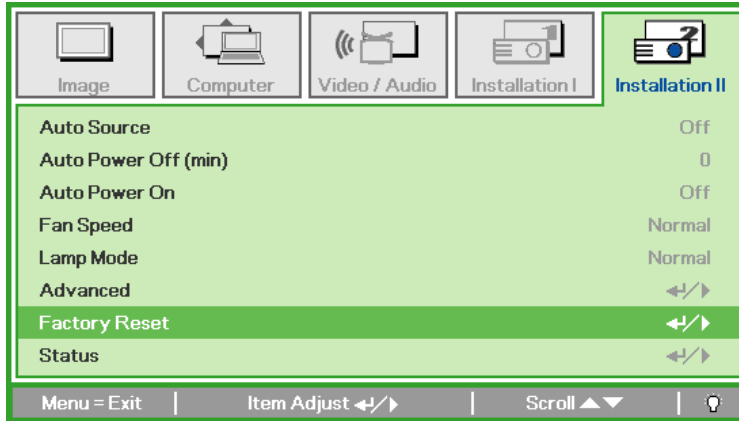 Image Computer Video / Audio Installation I Installation II
Auto Source Off
Auto Power Off (min) 0
Auto Power On Off
Fan Speed Normal
Lamp Mode Normal
Advanced ↵/▶
Factory Reset ↵/▶
Status ↵/▶
Menu = Exit Item Adjust ↵/▶ Scroll ▲▼